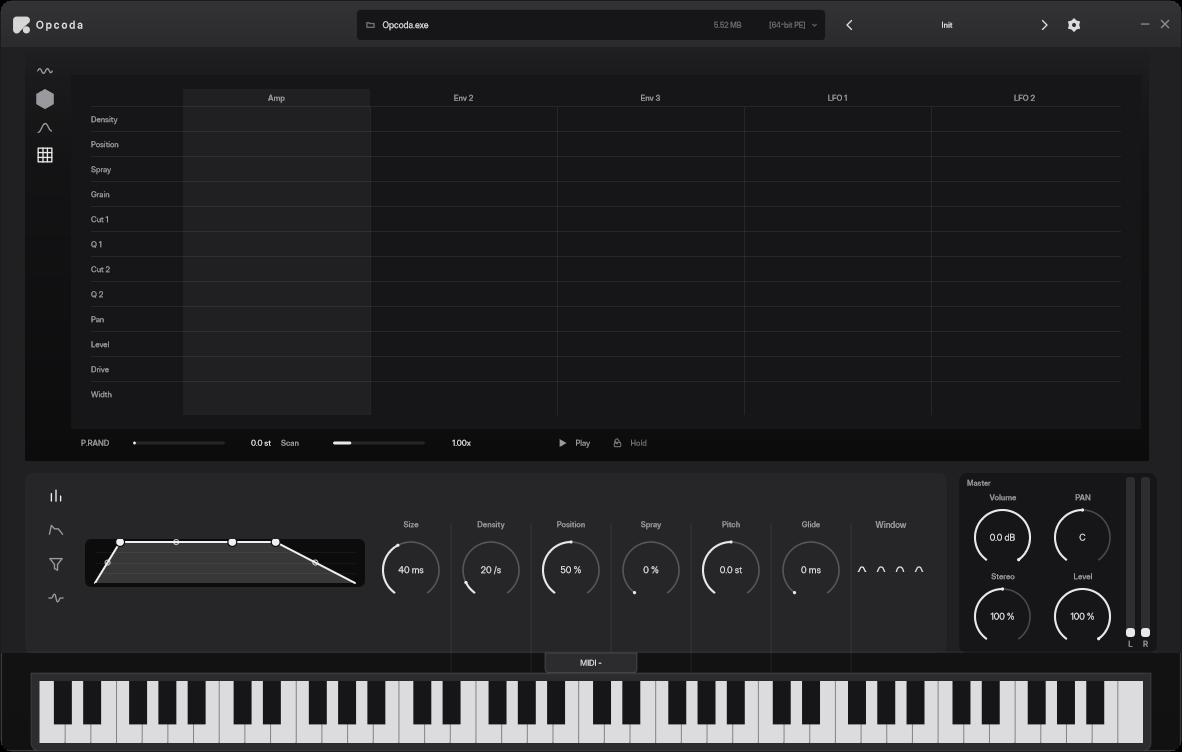 Opcoda
Opcoda.exe 5.52 MB [64-bit PE]
Init
Amp Env 2 Env 3 LFO 1 LFO 2
Density
Position
Spray
Grain
Cut 1
Q 1
Cut 2
Q 2
Pan
Level
Drive
Width
P.RAND 0.0 st Scan 1.00x Play Hold
Size Density Position Spray Pitch Glide Window
40 ms 20 /s 50 % 0 % 0.0 st 0 ms
Master
Volume PAN
0.0 dB C
Stereo Level
100 % 100 %
L R
MIDI -